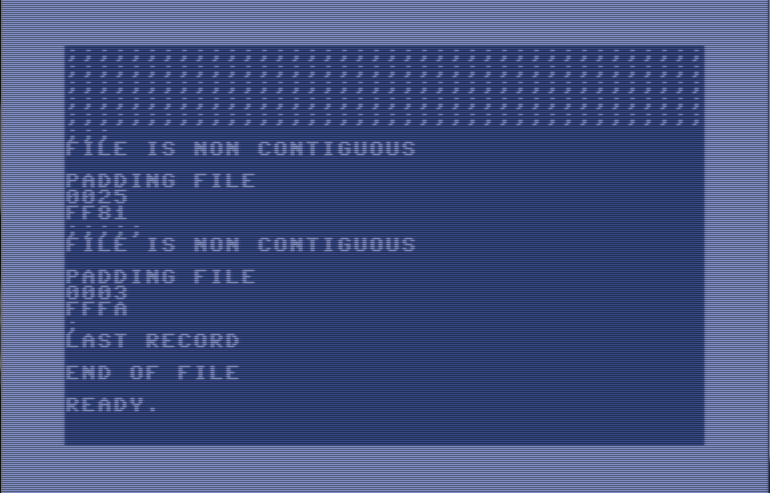 ;;;;;;;;;;;;;;;;;;;;;;;;;;;;;;;;;;;;;;;;
;;;;;;;;;;;;;;;;;;;;;;;;;;;;;;;;;;;;;;;;
;;;;;;;;;;;;;;;;;;;;;;;;;;;;;;;;;;;;;;;;
;;;;;;;;;;;;;;;;;;;;;;;;;;;;;;;;;;;;;;;;
;;;;;;;;;;;;;;;;;;;;;;;;;;;;;;;;;;;;;;;;
;;;
FILE IS NON CONTIGUOUS
PADDING FILE
0025
FF81
;;;;;
FILE IS NON CONTIGUOUS
PADDING FILE
0003
FFFA
;
LAST RECORD
END OF FILE
READY.